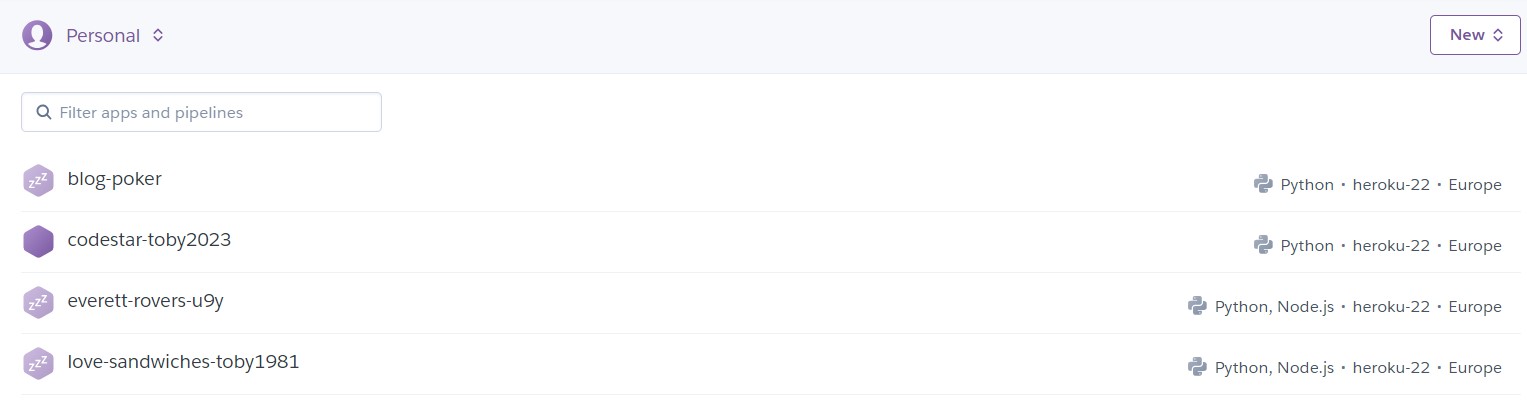 Personal
New
Filter apps and pipelines
zzz
blog-poker
Python • heroku-22 • Europe
codestar-toby2023
Python • heroku-22 • Europe
zzz
everett-rovers-u9y
Python, Node.js • heroku-22 • Europe
zzz
love-sandwiches-toby1981
Python, Node.js • heroku-22 • Europe